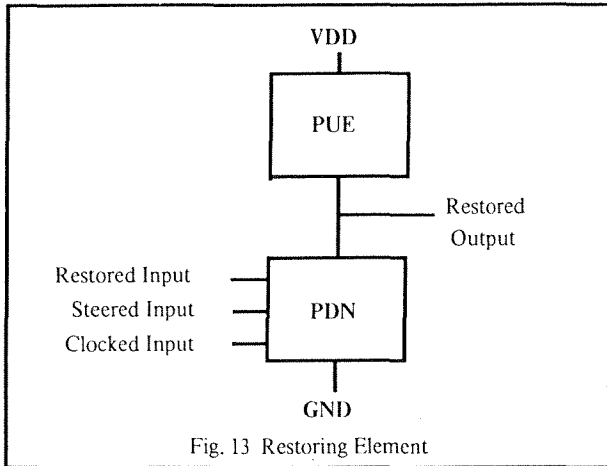 VDD
PUE
Restored
Output
Restored Input
Steered Input
Clocked Input
PDN
GND
Fig. 13 Restoring Element